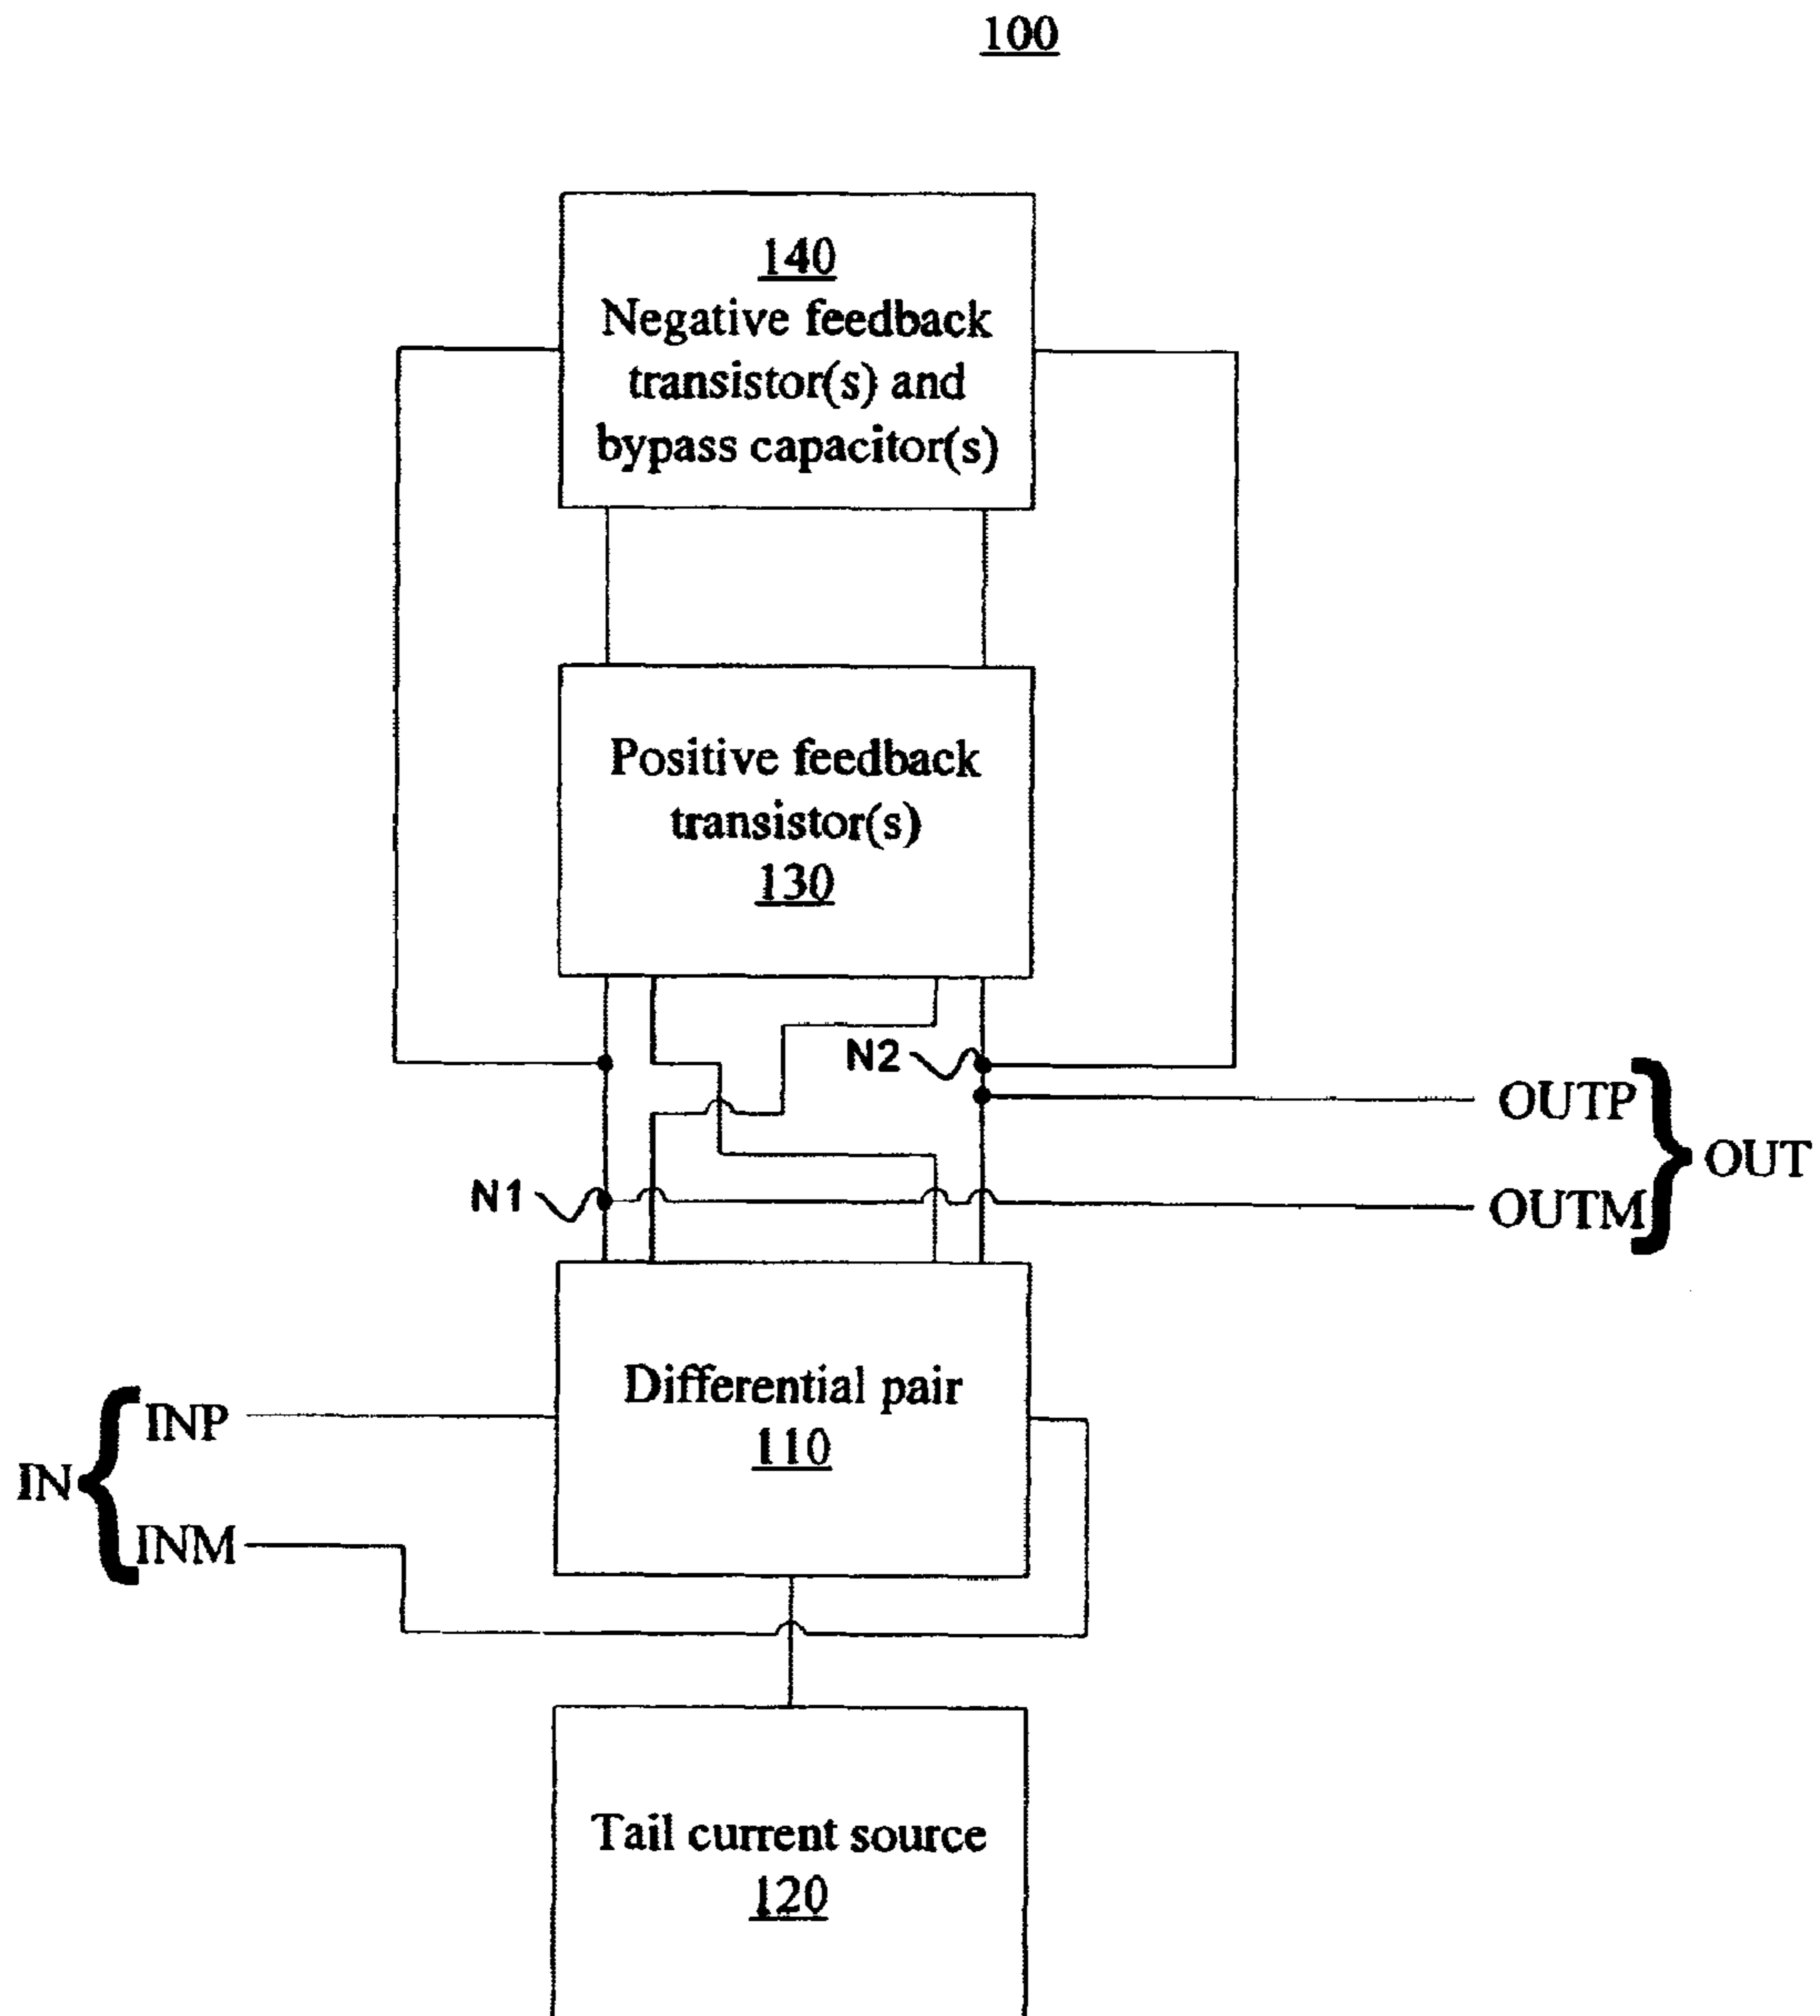 100
140
Negative feedback
transistor(s) and
bypass capacitor(s)
Positive feedback
transistor(s)
130
N2
OUTP
OUT
N1
OUTM
Differential pair
110
INP
IN
INM
Tail current source
120